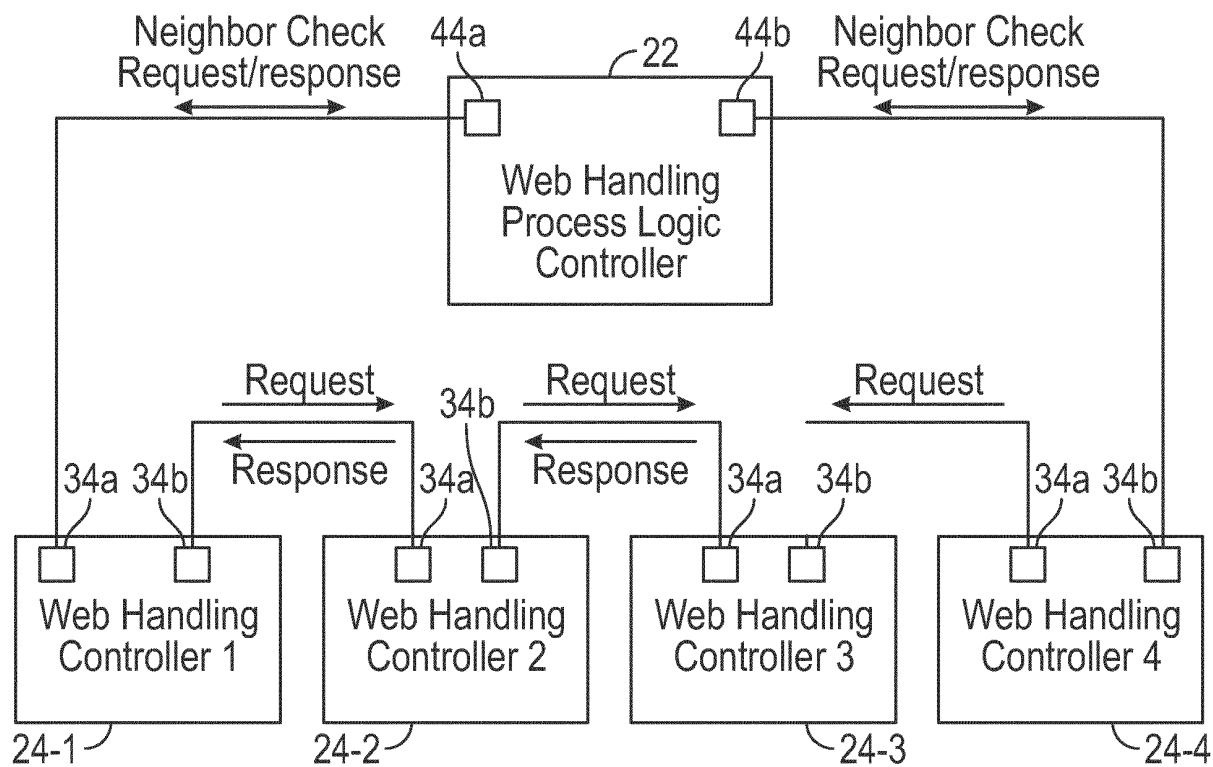 Neighbor Check
Request/response
44a
22
44b
Neighbor Check
Request/response
Web Handling
Process Logic
Controller
Request
Response
34b
Request
Response
Request
34a
34b
34a
34a
34b
34a
34b
Web Handling
Controller 1
Web Handling
Controller 2
Web Handling
Controller 3
Web Handling
Controller 4
24-1
24-2
24-3
24-4